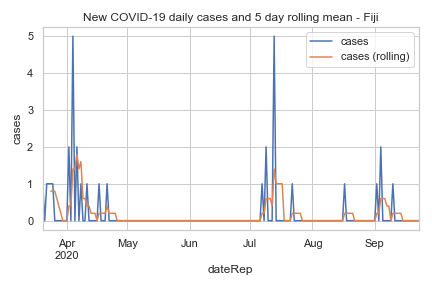 New COVID-19 daily cases and 5 day rolling mean - Fiji
cases
cases (rolling)
cases
5
4
3
2
1
0
Apr May Jun Jul Aug Sep
2020
dateRep